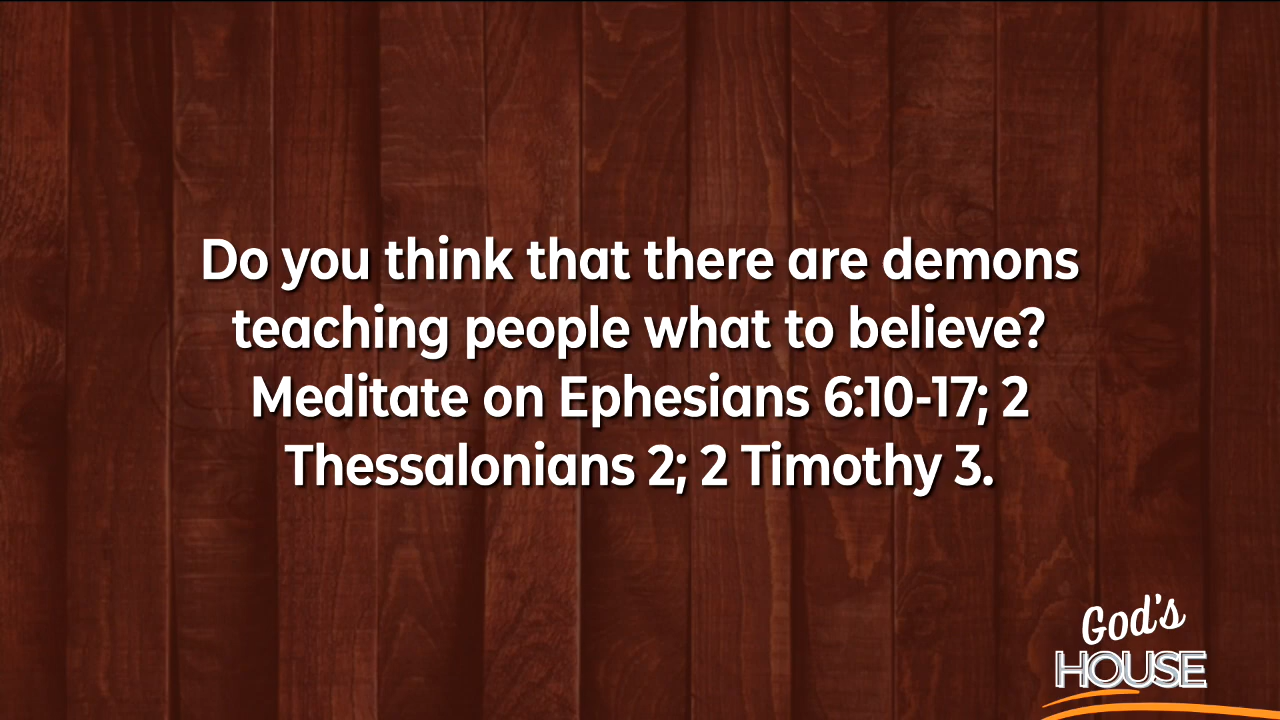 Do you think that there are demons
teaching people what to believe?
Meditate on Ephesians 6:10-17; 2
Thessalonians 2; 2 Timothy 3.
God's
HOUSE